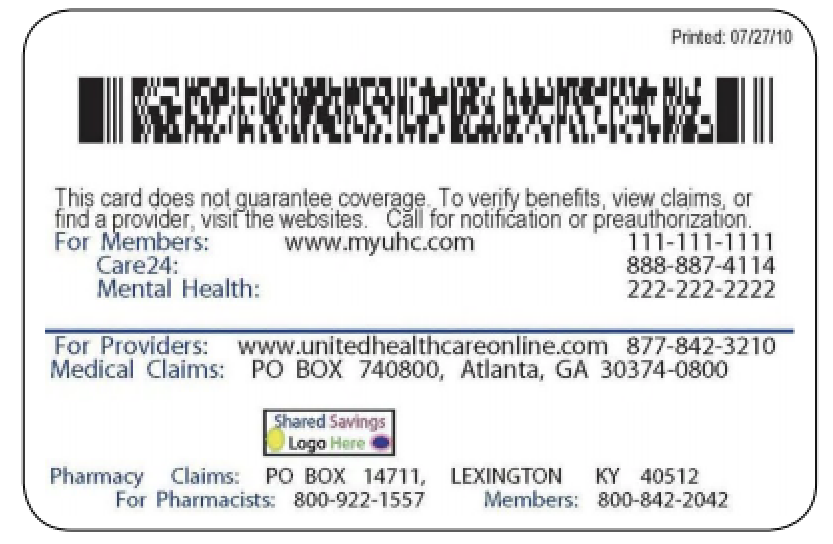 Printed: 07/27/10
This card does not guarantee coverage. To verify benefits, view claims, or
find a provider, visit the websites. Call for notification or preauthorization.
For Members: www.myuhc.com 111-111-1111
Care24: 888-887-4114
Mental Health: 222-222-2222
For Providers: www.unitedhealthcareonline.com 877-842-3210
Medical Claims: PO BOX 740800, Atlanta, GA 30374-0800
Shared Savings
Logo Here
Pharmacy Claims: PO BOX 14711, LEXINGTON KY 40512
For Pharmacists: 800-922-1557 Members: 800-842-2042